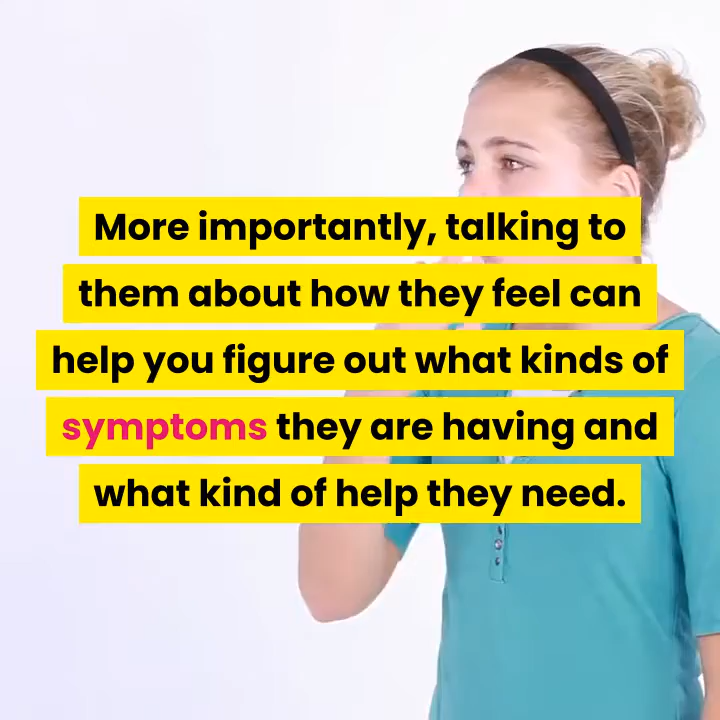 More importantly, talking to
them about how they feel can
help you figure out what kinds of
symptoms they are having and
what kind of help they need.